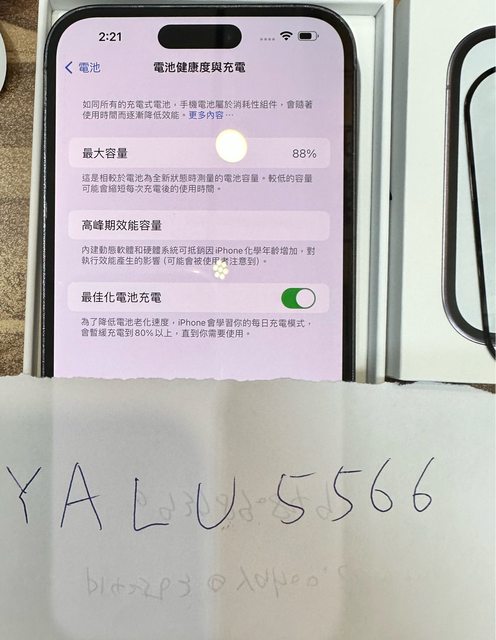 2:21
電池
電池健康度與充電
如同所有的充電式電池，手機電池屬於消耗性組件，會隨著
使用時間而逐漸降低效能。更多內容⋯
最大容量 88%
這是相較於電池為全新狀態時測量的電池容量。較低的容量
可能會縮短每次充電後的使用時間。
高峰期效能容量
內建動態軟體和硬體系統可抵銷因 iPhone 化學年齡增加，對
執行效能產生的影響（可能會被使用者注意到）。
最佳化電池充電
為了降低電池老化速度，iPhone 會學習你的每日充電模式，
會暫緩充電到 80% 以上，直到你需要使用。
YALU5566